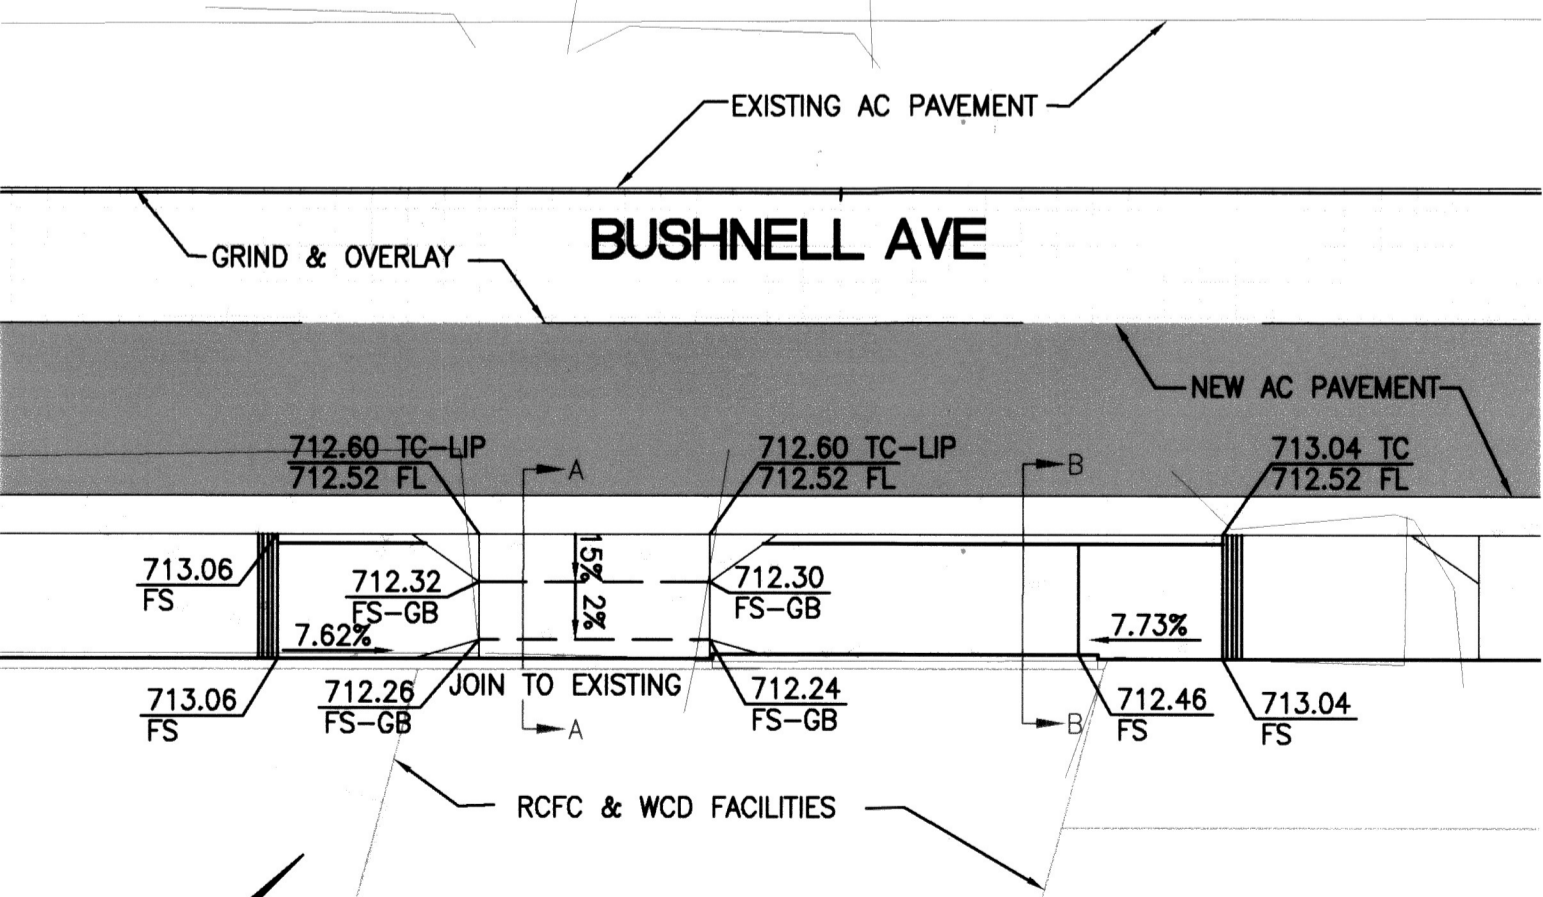 EXISTING AC PAVEMENT
BUSHNELL AVE
GRIND & OVERLAY
NEW AC PAVEMENT
712.60 TC-LIP
712.52 FL
A
712.60 TC-LIP
712.52 FL
B
713.04 TC
712.52 FL
15%
2%
713.06
FS
712.32
FS-GB
712.30
FS-GB
7.62%
7.73%
713.06
FS
712.26
FS-GB
JOIN TO EXISTING
A
712.24
FS-GB
B
712.46
FS
713.04
FS
RCFC & WCD FACILITIES